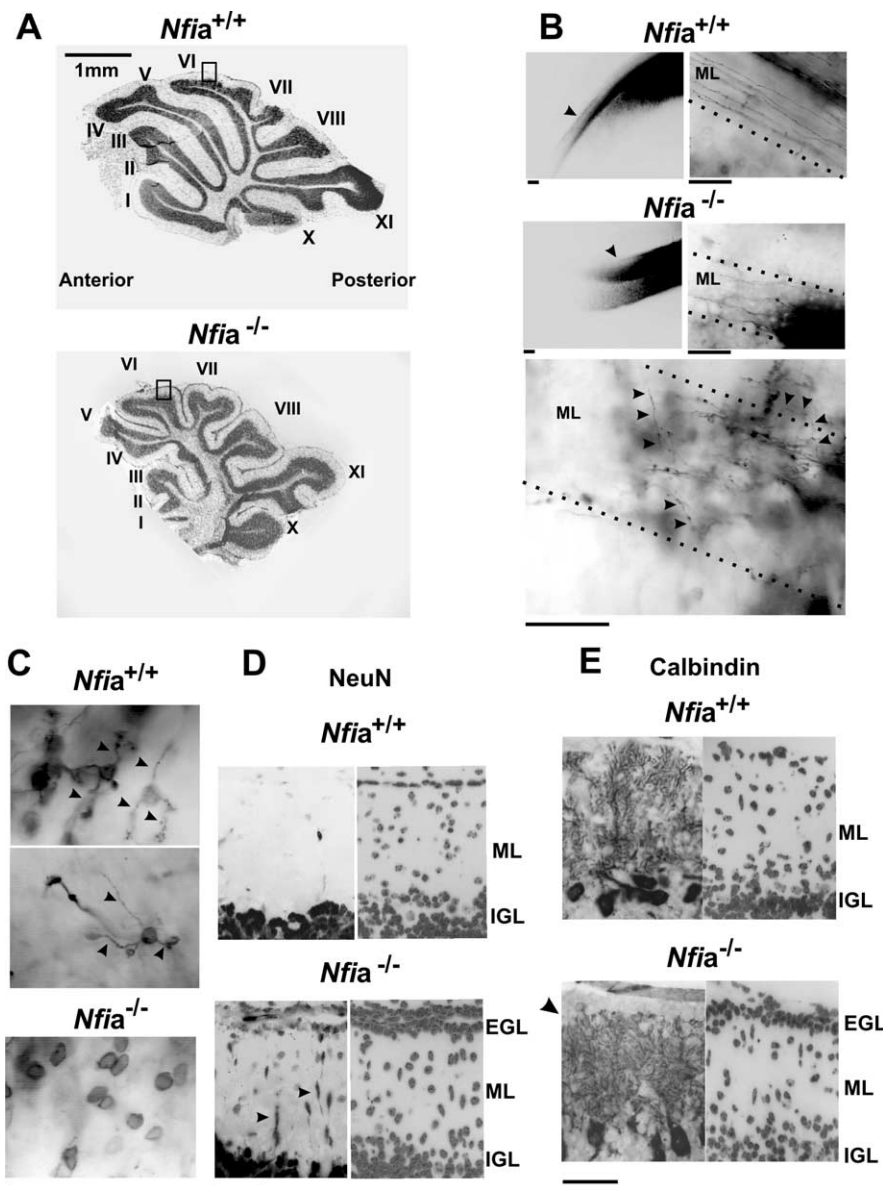 A
Nfia+/+
1mm
VI
V
VII
VIII
IV
III
II
I
XI
X
Anterior
Posterior
Nfia -/-
VI
VII
V
VIII
IV
III
XI
II
I
X
B
Nfia+/+
ML
Nfia -/-
ML
ML
C
Nfia+/+
Nfia-/-
D
NeuN
Nfia+/+
ML
IGL
Nfia -/-
EGL
ML
IGL
E
Calbindin
Nfia+/+
ML
IGL
Nfia-/-
EGL
ML
IGL